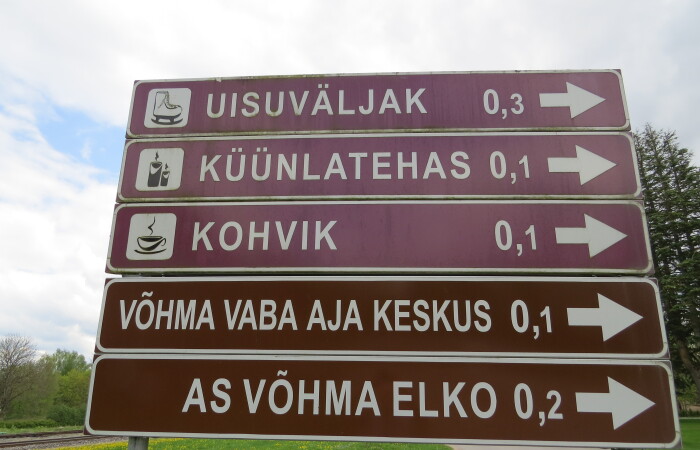 UISUVÄLJAK 0,3
KÜÜNLATEHAS 0,1
KOHVIK 0,1
VÕHMA VABA AJA KESKUS 0,1
AS VÕHMA ELKO 0,2